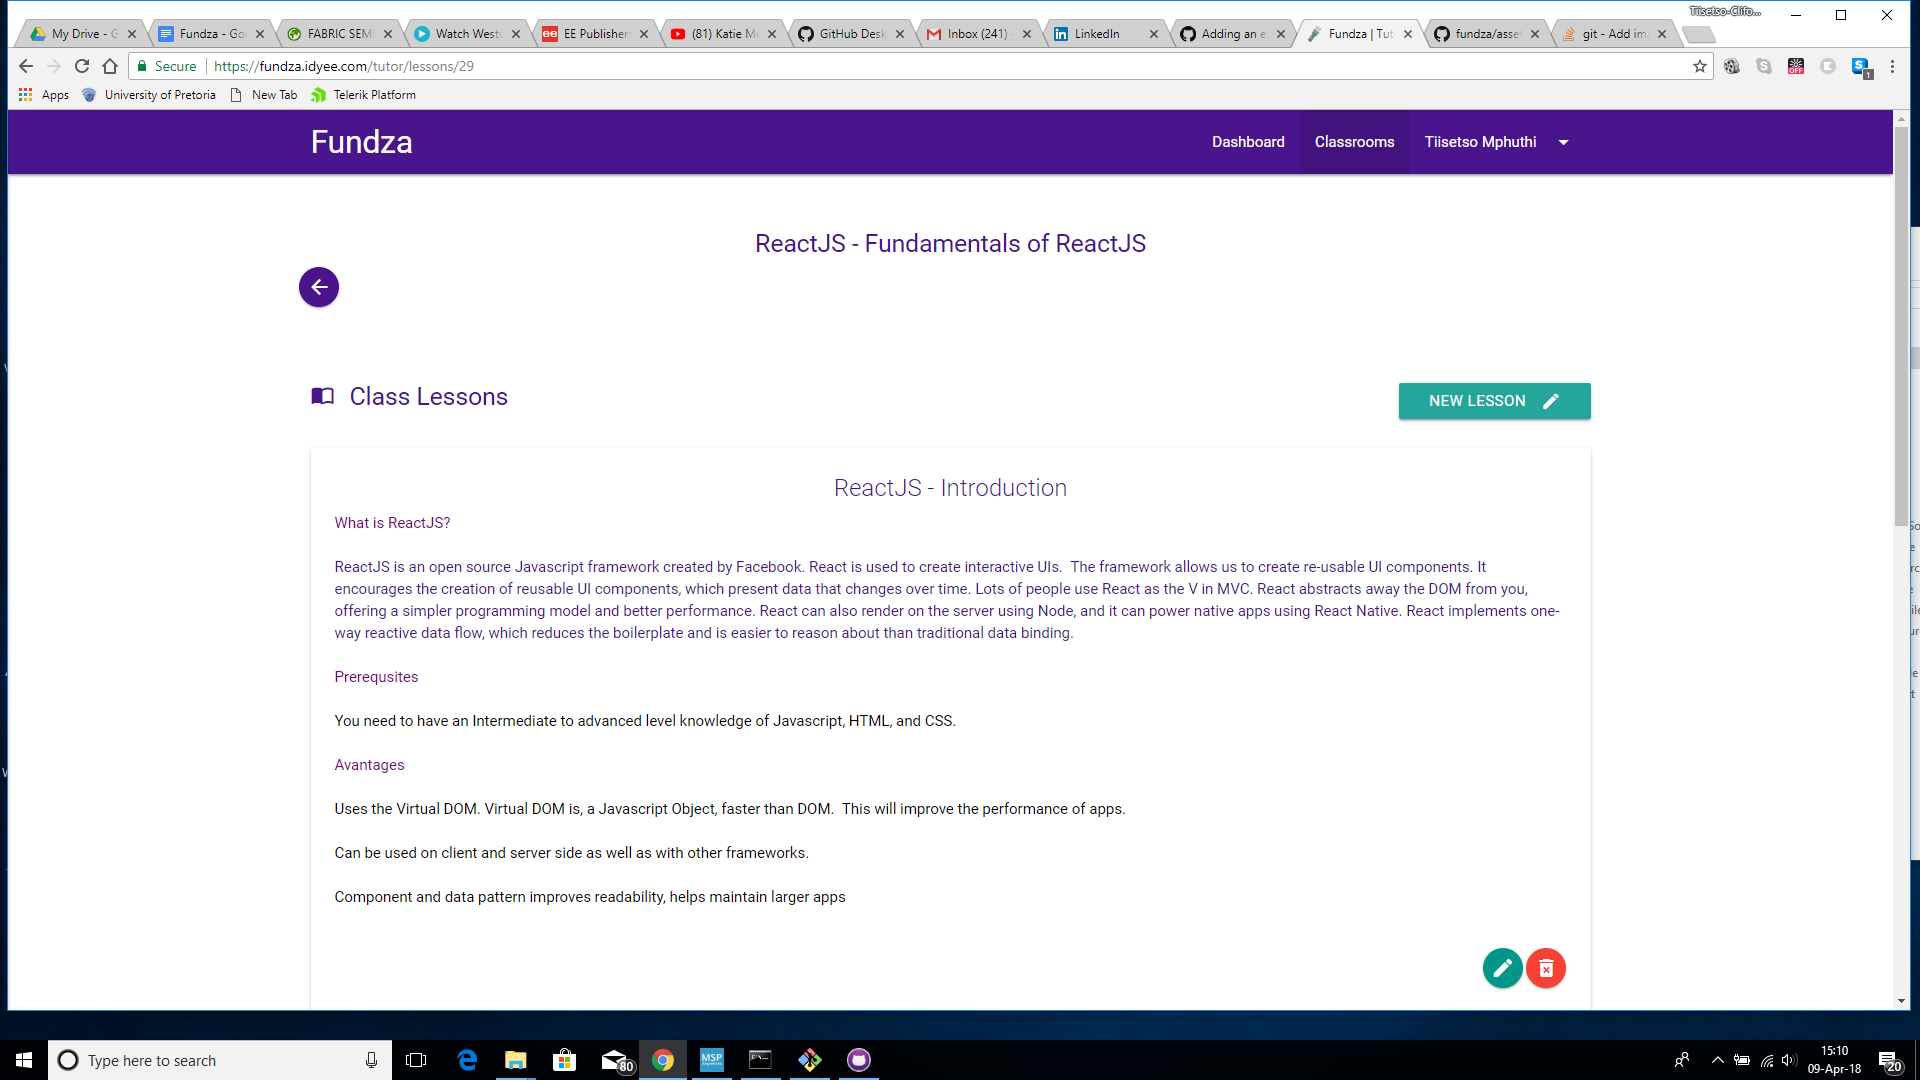 Tiisetso-Clifo...
My Drive - G
Fundza - Go
FABRIC SEM
Watch Westw
EE Publishers
(81) Katie Me
GitHub Desk
Inbox (241) -
LinkedIn
Adding an e
Fundza | Tut
fundza/asset
git - Add im
Secure
https://fundza.idyee.com/tutor/lessons/29
OFF
1
Apps
University of Pretoria
New Tab
Telerik Platform
Fundza
Dashboard
Classrooms
Tiisetso Mphuthi
ReactJS - Fundamentals of ReactJS
Class Lessons
NEW LESSON
ReactJS - Introduction
What is ReactJS?
ReactJS is an open source Javascript framework created by Facebook. React is used to create interactive UIs.  The framework allows us to create re-usable UI components. It
encourages the creation of reusable UI components, which present data that changes over time. Lots of people use React as the V in MVC. React abstracts away the DOM from you,
offering a simpler programming model and better performance. React can also render on the server using Node, and it can power native apps using React Native. React implements one-
way reactive data flow, which reduces the boilerplate and is easier to reason about than traditional data binding.
Prerequsites
You need to have an Intermediate to advanced level knowledge of Javascript, HTML, and CSS.
Avantages
Uses the Virtual DOM. Virtual DOM is, a Javascript Object, faster than DOM.  This will improve the performance of apps.
Can be used on client and server side as well as with other frameworks.
Component and data pattern improves readability, helps maintain larger apps
Type here to search
80
MSP
15:10
09-Apr-18
20